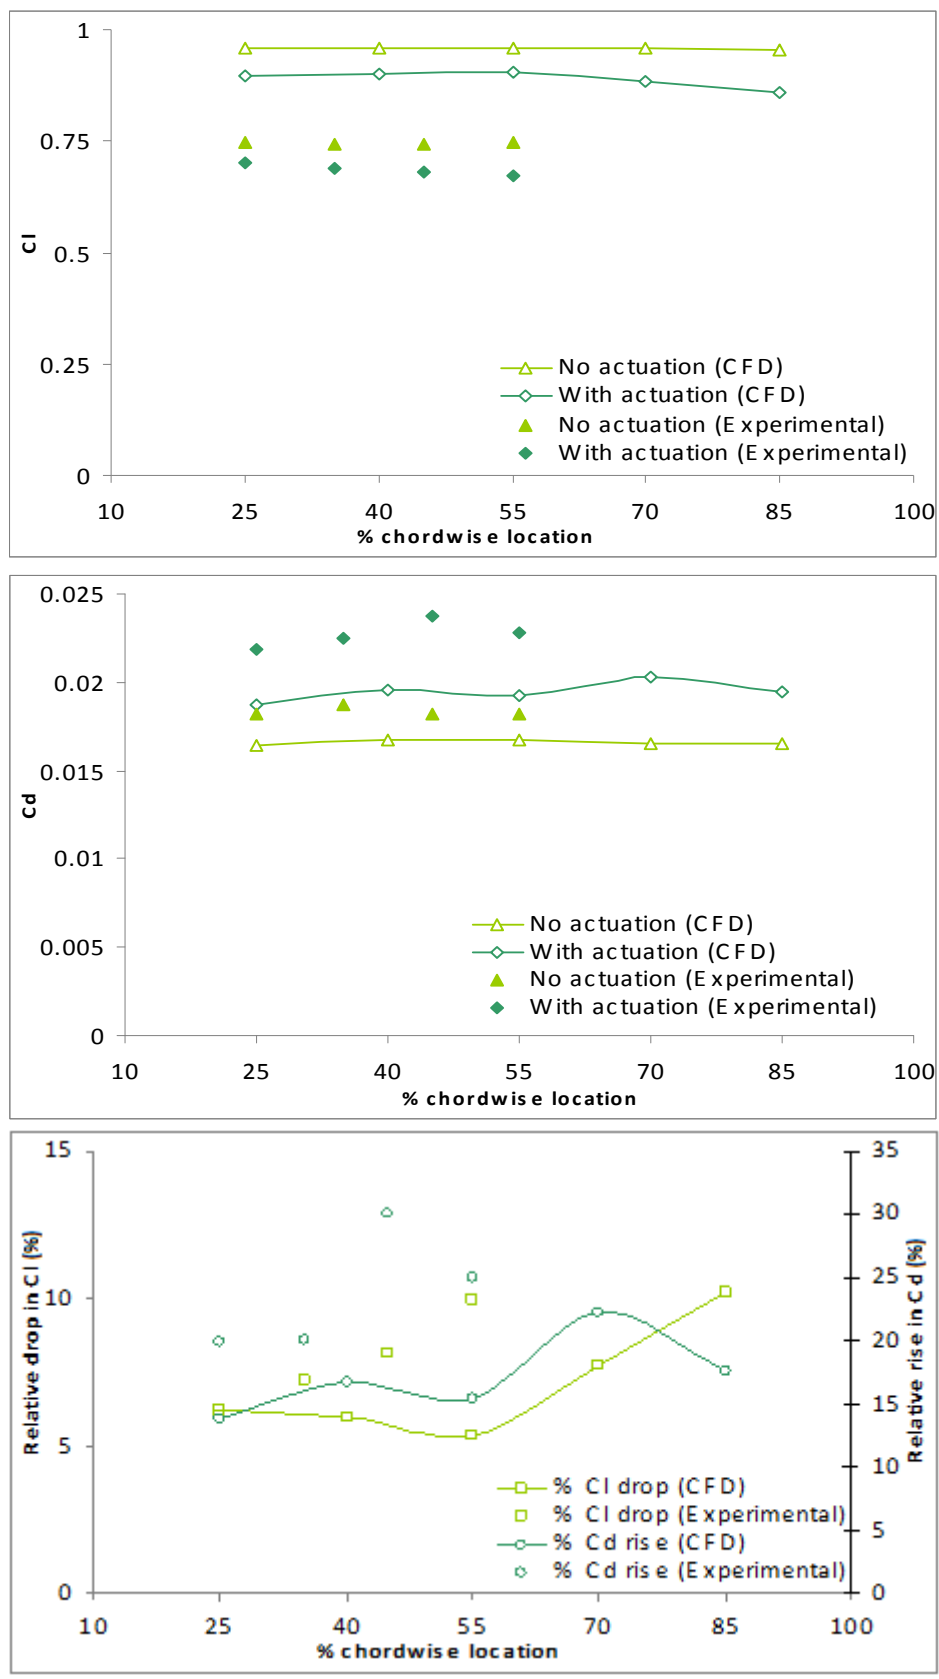 1
0.75
0.5
0.25
0
Cl
No actuation (CFD)
With actuation (CFD)
No actuation (Experimental)
With actuation (Experimental)
10 25 40 55 70 85 100
% chordwise location
0.025
0.02
0.015
0.01
0.005
0
Cd
No actuation (CFD)
With actuation (CFD)
No actuation (Experimental)
With actuation (Experimental)
10 25 40 55 70 85 100
% chordwise location
15
10
5
0
Relative drop in Cl (%)
35
30
25
20
15
10
5
0
Relative rise in Cd (%)
% Cl drop (CFD)
% Cl drop (Experimental)
% Cd rise (CFD)
% Cd rise (Experimental)
10 25 40 55 70 85 100
% chordwise location